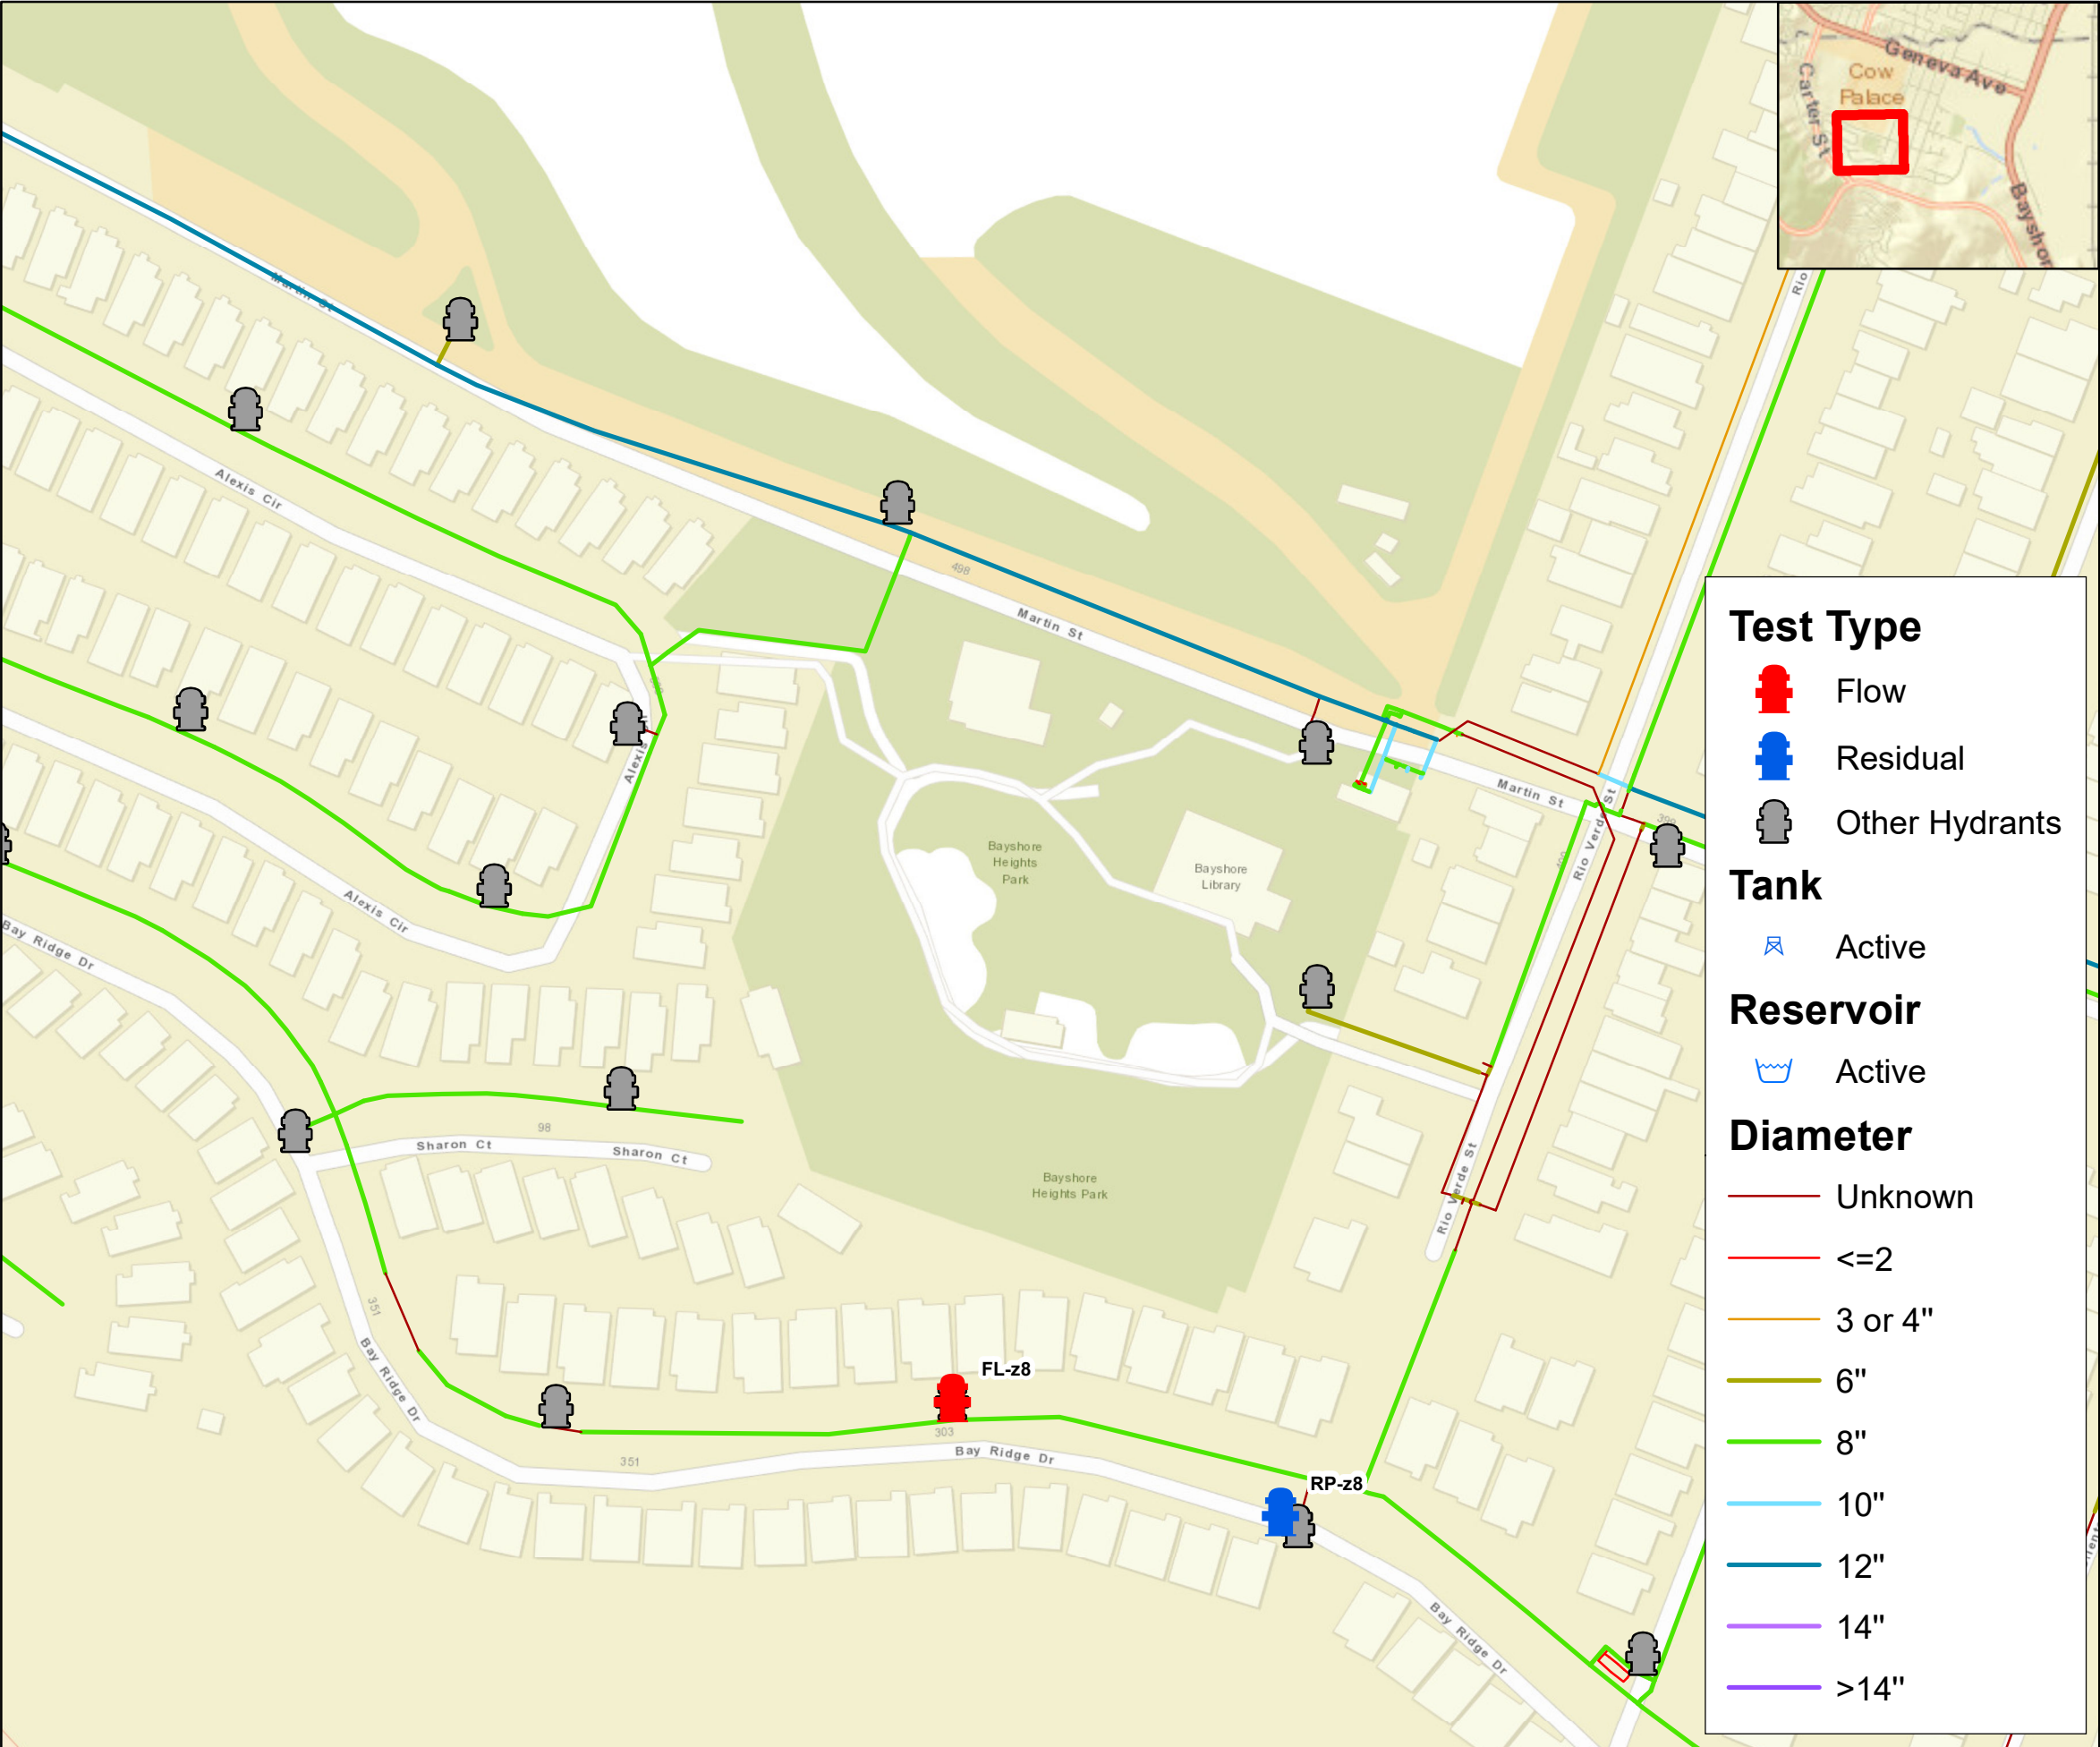 Geneva Ave
Cow
Palace
Carter St
Bayshor
Rio
Martin St
Alexis Cir
498
Martin St
Martin St
399
Rio Verde St
Bayshore
Heights
Park
Bayshore
Library
Alexis Cir
Bay Ridge Dr
98
Sharon Ct
Sharon Ct
Bayshore
Heights Park
Rio Verde St
351
Bay Ridge Dr
FL-z8
303
351
Bay Ridge Dr
RP-z8
Bay Ridge Dr
Test Type
Flow
Residual
Other Hydrants
Tank
Active
Reservoir
Active
Diameter
Unknown
<=2
3 or 4"
6"
8"
10"
12"
14"
>14"